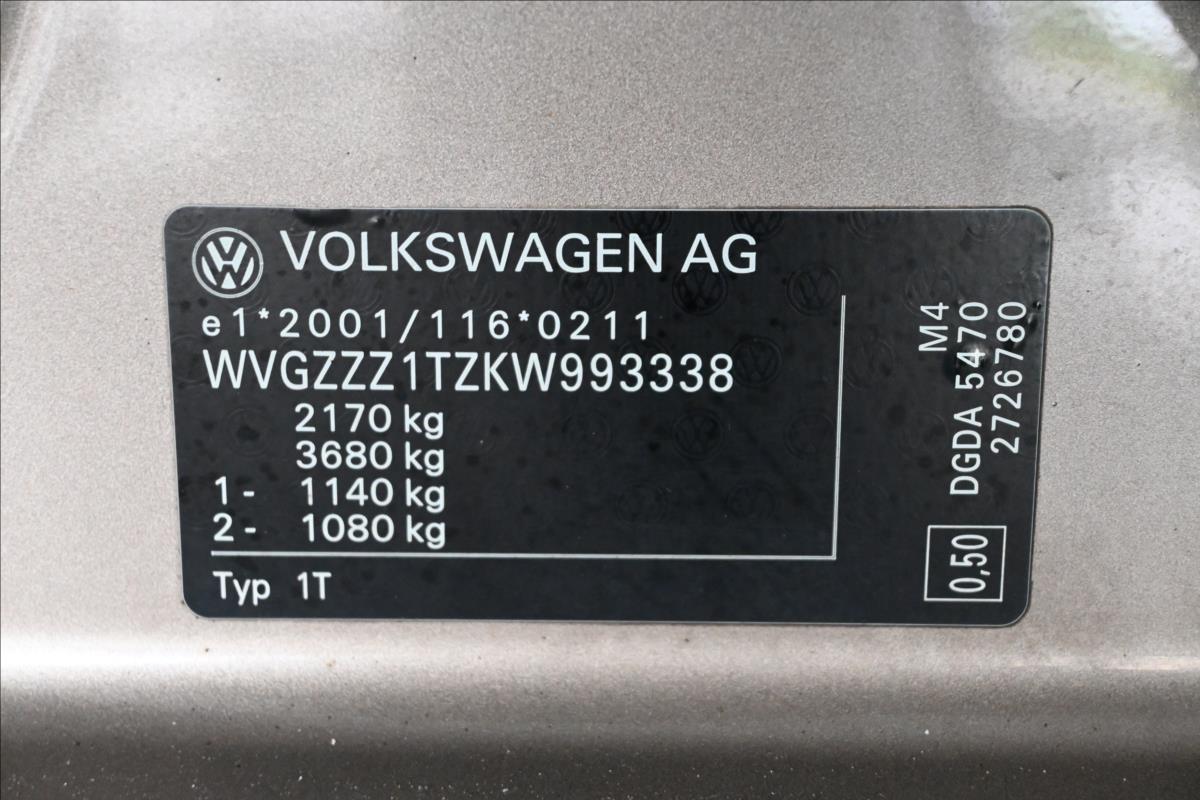 VOLKSWAGEN AG
e1*2001/116*0211
WVGZZZ1TZKW993338
2170 kg
3680 kg
1- 1140 kg
2- 1080 kg
Typ 1T
M4
DGDA 5470
2726780
0,50